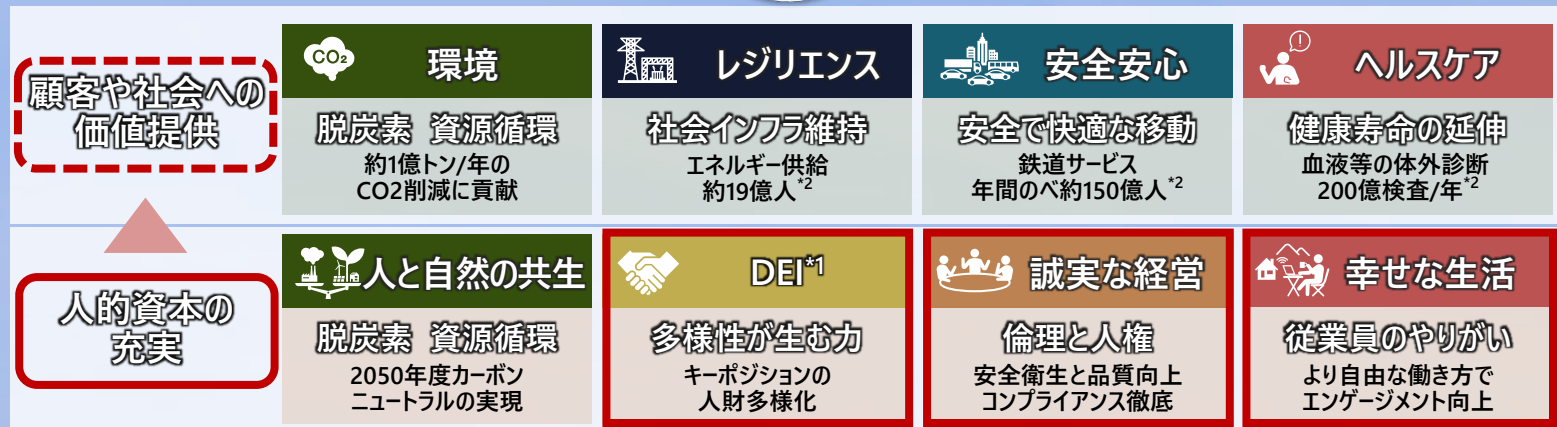 顧客や社会への
価値提供
CO₂
環境
脱炭素 資源循環
約1億トン/年の
CO2削減に貢献
レジリエンス
社会インフラ維持
エネルギー供給
約19億人*2
安全安心
安全で快適な移動
鉄道サービス
年間のべ約150億人*2
ヘルスケア
健康寿命の延伸
血液等の体外診断
200億検査/年*2
人的資本の
充実
人と自然の共生
脱炭素 資源循環
2050年度カーボン
ニュートラルの実現
DEI*1
多様性が生む力
キーポジションの
人財多様化
誠実な経営
倫理と人権
安全衛生と品質向上
コンプライアンス徹底
幸せな生活
従業員のやりがい
より自由な働き方で
エンゲージメント向上